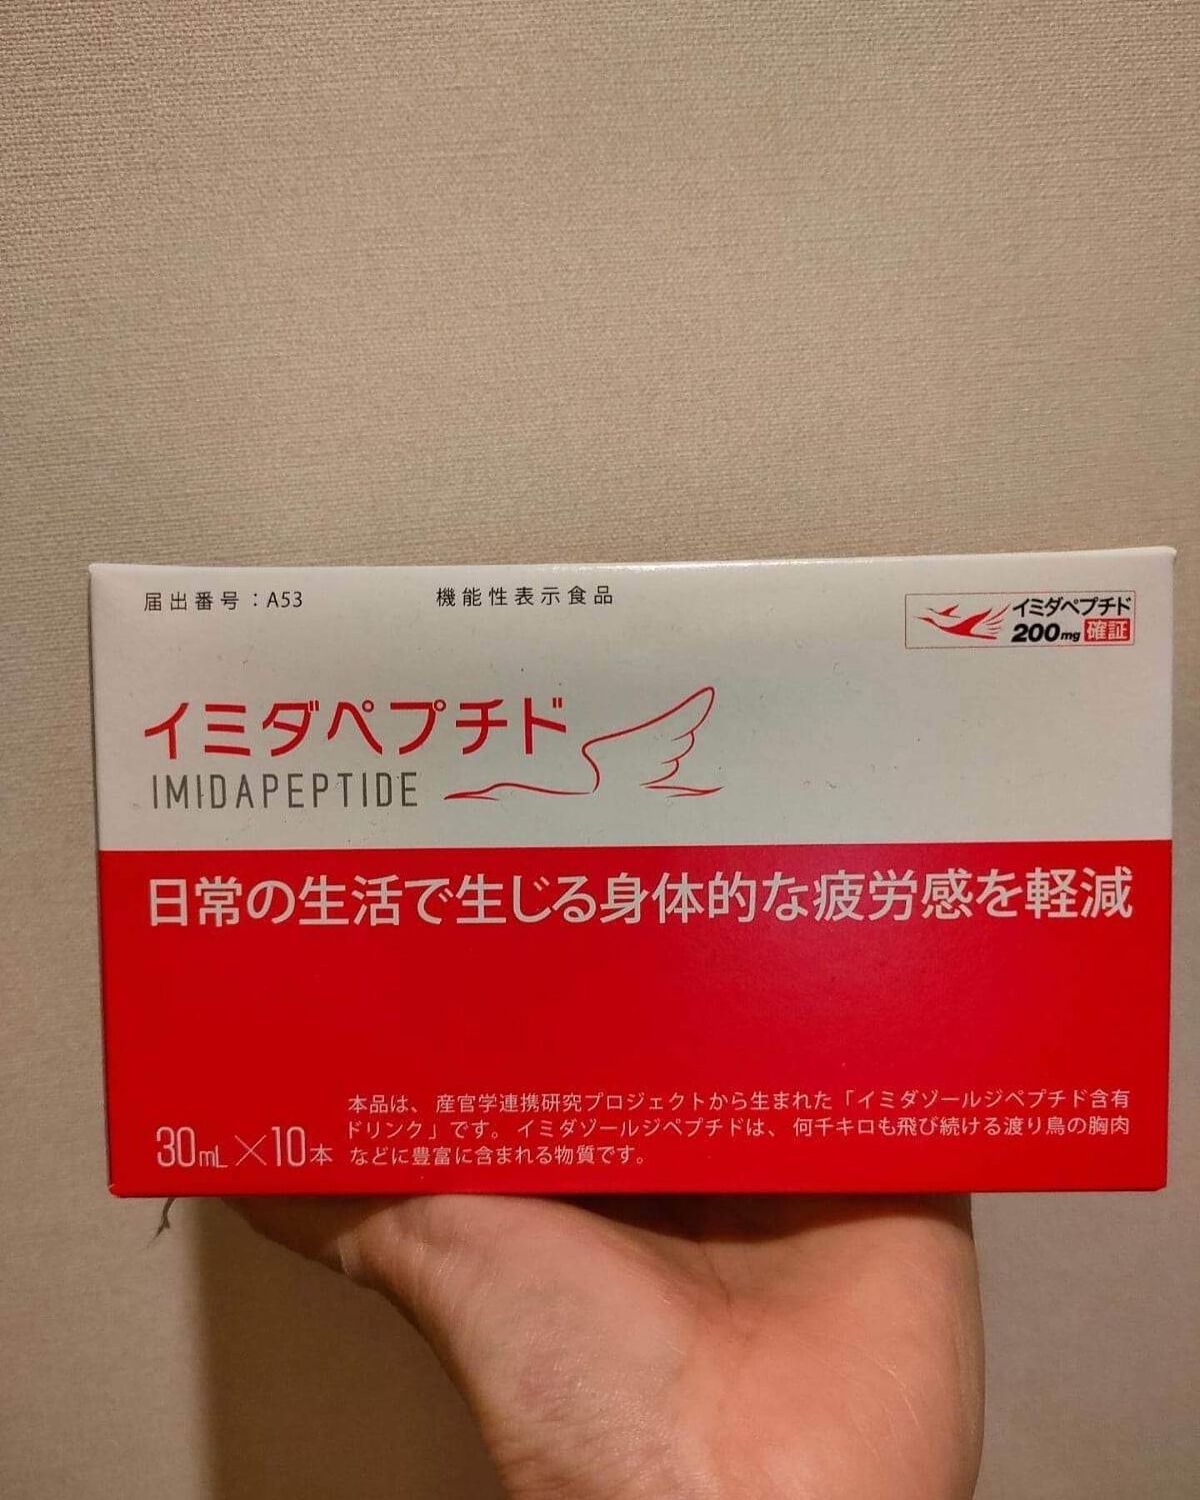 届出番号：A53
機能性表示食品
イミダペプチド
200mg 確証
イミダペプチド
IMIDAPEPTIDE
日常の生活で生じる身体的な疲労感を軽減
30mL×10本
本品は、産官学連携研究プロジェクトから生まれた「イミダゾールジペプチド含有
ドリンク」です。イミダゾールジペプチドは、何千キロも飛び続ける渡り鳥の胸肉
などに豊富に含まれる物質です。